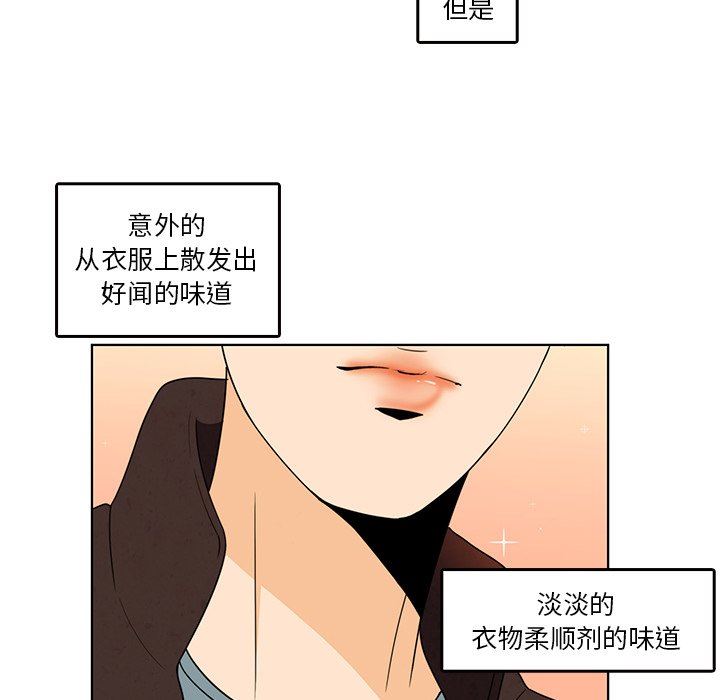 但是
意外的
从衣服上散发出
好闻的味道
淡淡的
衣物柔顺剂的味道